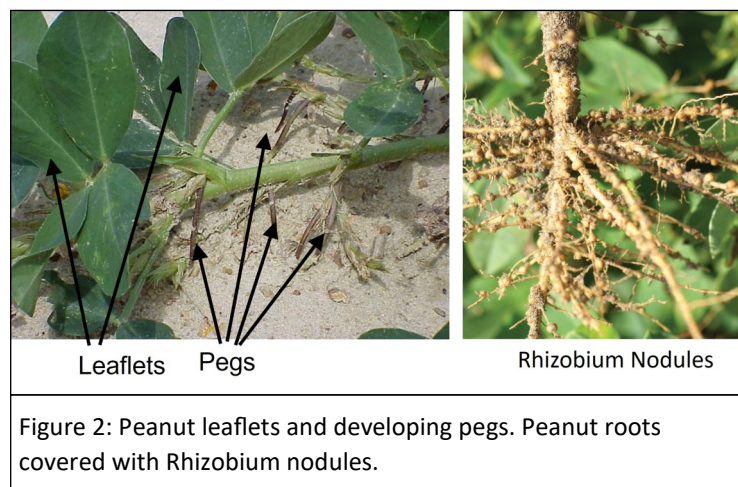 Leaflets
Pegs
Rhizobium Nodules
Figure 2: Peanut leaflets and developing pegs. Peanut roots
covered with Rhizobium nodules.